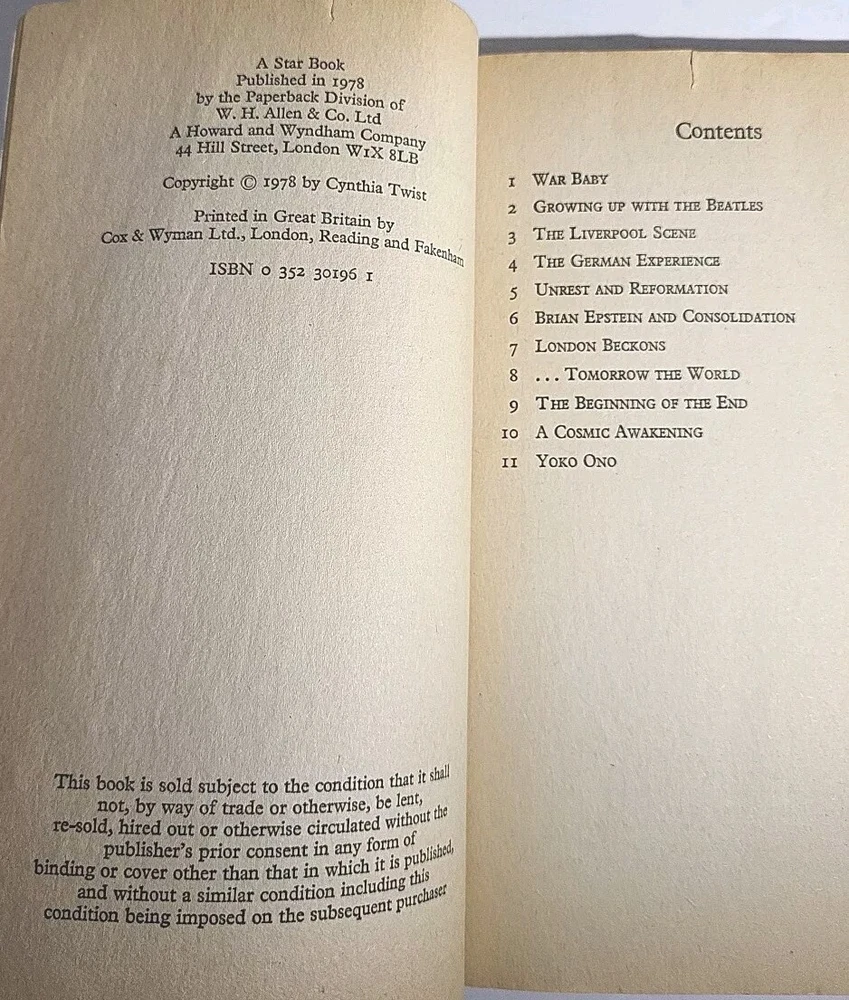 A Star Book
Published in 1978
by the Paperback Division of
W. H. Allen & Co. Ltd
A Howard and Wyndham Company
44 Hill Street, London W1X 8LB
Copyright © 1978 by Cynthia Twist
Printed in Great Britain by
Cox & Wyman Ltd., London, Reading and Fakenham
ISBN 0 352 30196 1
This book is sold subject to the condition that it shall
not, by way of trade or otherwise, be lent,
re-sold, hired out or otherwise circulated without the
publisher's prior consent in any form of
binding or cover other than that in which it is published,
and without a similar condition including this
condition being imposed on the subsequent purchaser
Contents
1 War Baby
2 Growing up with the Beatles
3 The Liverpool Scene
4 The German Experience
5 Unrest and Reformation
6 Brian Epstein and Consolidation
7 London Beckons
8 ... Tomorrow the World
9 The Beginning of the End
10 A Cosmic Awakening
11 Yoko Ono